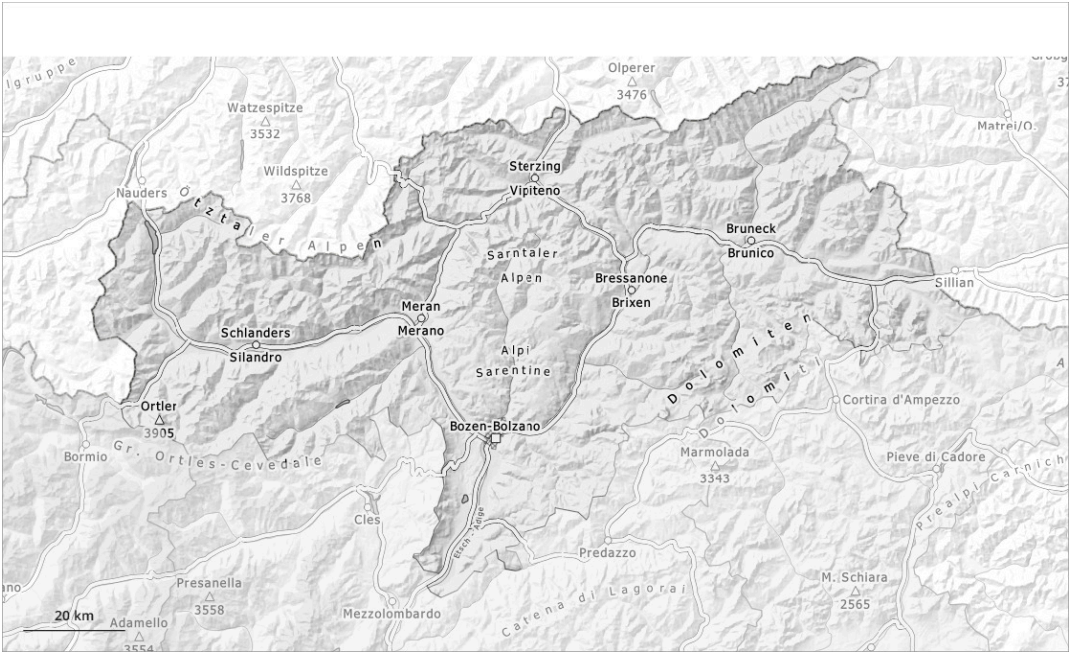 lgruppe
Olperer
3476
Watzespitze
3532
Matrei/O.
Wildspitze
3768
Sterzing
Vipiteno
Nauders
Ötztaler Alpen
Sarntaler
Alpen
Bruneck
Brunico
Bressanone
Brixen
Sillian
Meran
Merano
Schlanders
Silandro
Alpi
Sarentine
Dolomiten
Dolomiti
Ortler
3905
Cortina d'Ampezzo
Bozen-Bolzano
Gr. Ortles-Cevedale
Bormio
Marmolada
3343
Pieve di Cadore
Prealpi Carnich
Cles
Etsch - Adige
Predazzo
ano
Presanella
3558
M. Schiara
2565
Mezzolombardo
Catena di Lagorai
20 km
Adamello
3554